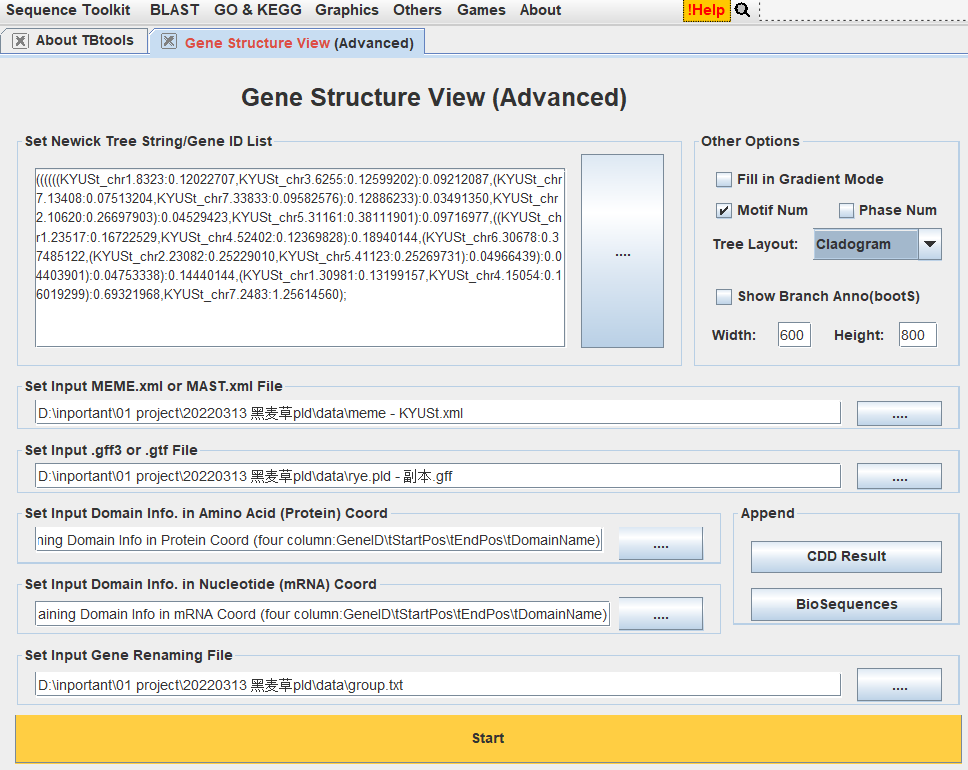 Sequence Toolkit BLAST GO & KEGG Graphics Others Games About !Help
About TBtools Gene Structure View (Advanced)
Gene Structure View (Advanced)
Set Newick Tree String/Gene ID List
((((((KYUSt_chr1.8323:0.12022707,KYUSt_chr3.6255:0.12599202):0.09212087,(KYUSt_chr
7.13408:0.07513204,KYUSt_chr7.33833:0.09582576):0.12886233):0.03491350,KYUSt_chr
2.10620:0.26697903):0.04529423,KYUSt_chr5.31161:0.38111901):0.09716977,((KYUSt_ch
r1.23517:0.16722529,KYUSt_chr4.52402:0.12369828):0.18940144,(KYUSt_chr6.30678:0.3
7485122,(KYUSt_chr2.23082:0.25229010,KYUSt_chr5.41123:0.25269731):0.04966439):0.0
4403901):0.04753338):0.14440144,(KYUSt_chr1.30981:0.13199157,KYUSt_chr4.15054:0.1
6019299):0.69321968,KYUSt_chr7.2483:1.25614560);
....
Other Options
Fill in Gradient Mode
Motif Num Phase Num
Tree Layout: Cladogram
Show Branch Anno(bootS)
Width: 600 Height: 800
Set Input MEME.xml or MAST.xml File
D:\inportant\01 project\20220313 黑麦草pld\data\meme - KYUSt.xml ....
Set Input .gff3 or .gtf File
D:\inportant\01 project\20220313 黑麦草pld\data\rye.pld - 副本.gff ....
Set Input Domain Info. in Amino Acid (Protein) Coord
ning Domain Info in Protein Coord (four column:GeneID\tStartPos\tEndPos\tDomainName) ....
Set Input Domain Info. in Nucleotide (mRNA) Coord
aining Domain Info in mRNA Coord (four column:GeneID\tStartPos\tEndPos\tDomainName) ....
Append
CDD Result
BioSequences
Set Input Gene Renaming File
D:\inportant\01 project\20220313 黑麦草pld\data\group.txt ....
Start